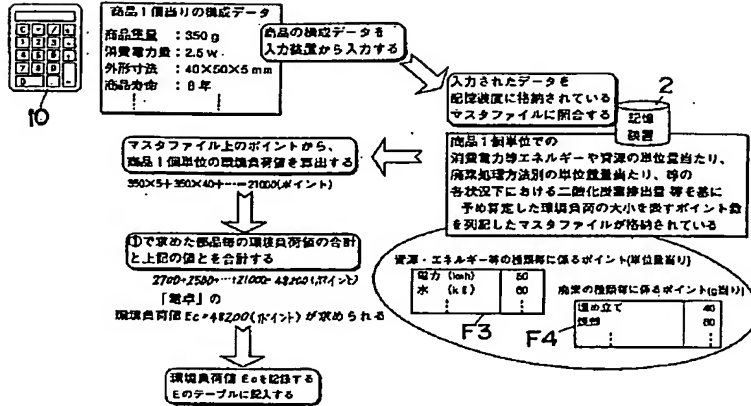 商品1個当りの構成データ
商品重量 : 350g
消費電力量 : 2.5w
外形寸法 : 40×50×5mm
商品寿命 : 8年
10
商品の構成データを
入力装置から入力する
入力されたデータを
記憶装置に格納されている
マスタファイルに照合する
2
記憶
装置
商品1個単位での
消費電力等エネルギーや資源の単位量当たり、
廃棄処理方法別の単位重量当たり、等の
各状況下における二酸化炭素排出量等を基に
予め算定した環境負荷の大小を表すポイント数
を列記したマスタファイルが格納されている
マスタファイル上のポイントから、
商品1個単位の環境負荷値を算出する
350×5+350×40+----21000(ポイント)
①で求めた部品毎の環境負荷値の合計
と上記の値とを合計する
2700+2580+---+21000=48200(ポイント)
「電卓」の
環境負荷値 Ec=48200(ポイント) が求められる
環境負荷値 Ecを記録する
Eのテーブルに記入する
資源・エネルギー等の種類毎に係るポイント(単位量当り)
電力 (kwh) 50
水 (kℓ) 60
F3
廃棄の種類毎に係るポイント(g当り)
埋め立て 40
焼却 80
F4